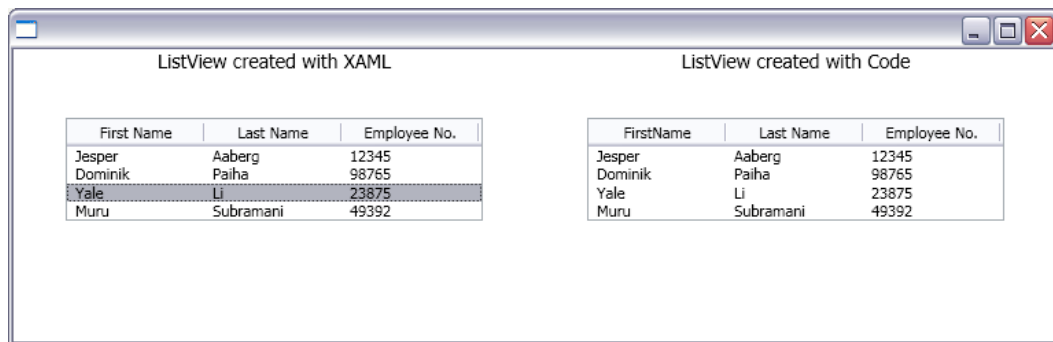 ListView created with XAML
First Name Last Name Employee No.
Jesper Aaberg 12345
Dominik Paiha 98765
Yale Li 23875
Muru Subramani 49392
ListView created with Code
FirstName Last Name Employee No.
Jesper Aaberg 12345
Dominik Paiha 98765
Yale Li 23875
Muru Subramani 49392